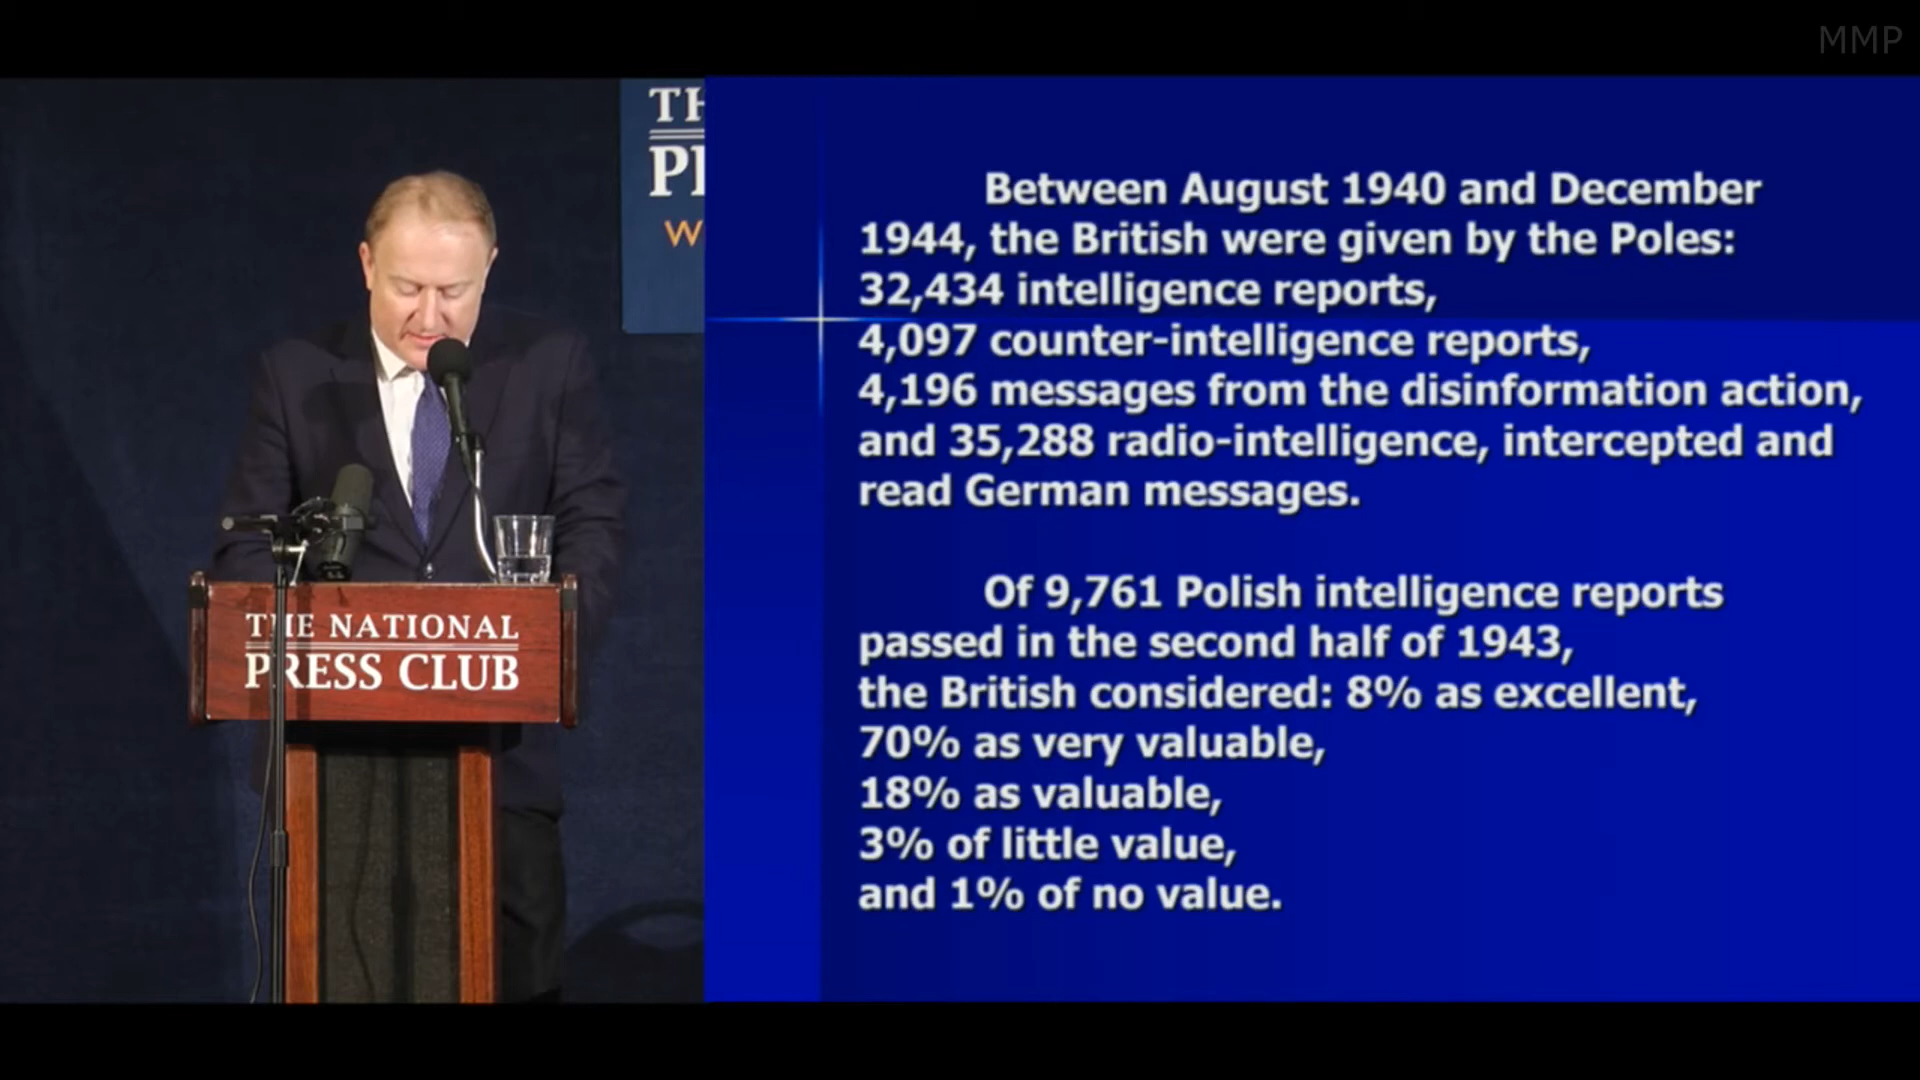 MMP
TH
PI
W
THE NATIONAL
PRESS CLUB
Between August 1940 and December
1944, the British were given by the Poles:
32,434 intelligence reports,
4,097 counter-intelligence reports,
4,196 messages from the disinformation action,
and 35,288 radio-intelligence, intercepted and
read German messages.
Of 9,761 Polish intelligence reports
passed in the second half of 1943,
the British considered: 8% as excellent,
70% as very valuable,
18% as valuable,
3% of little value,
and 1% of no value.